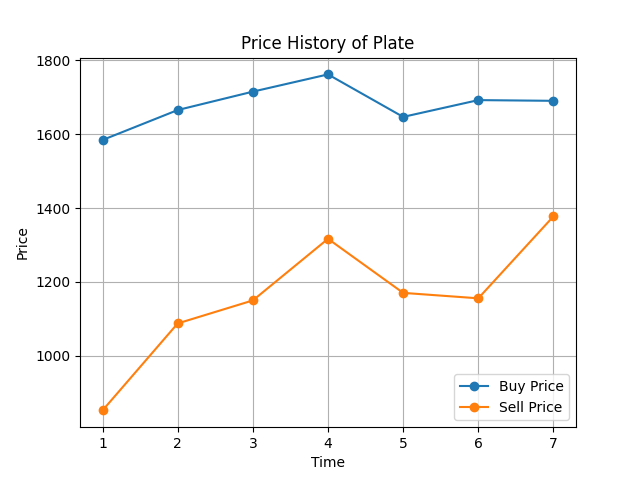 Price History of Plate
1800
1600
1400
1200
1000
Price
1 2 3 4 5 6 7
Time
Buy Price
Sell Price